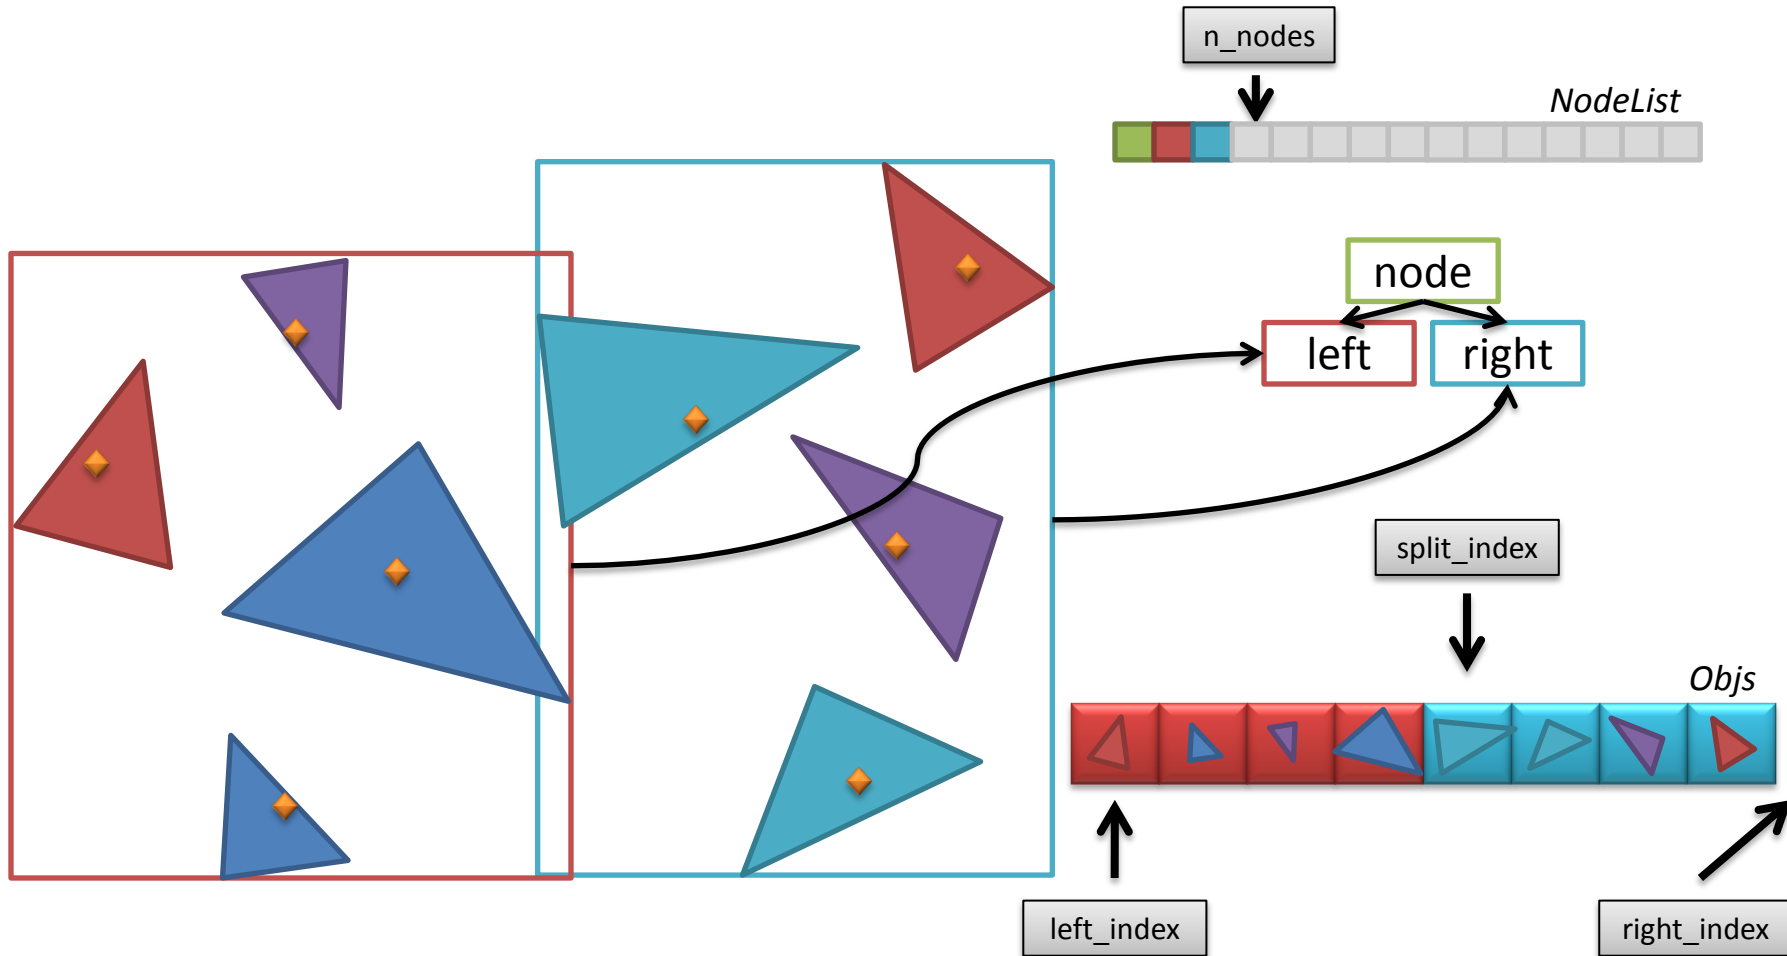 n_nodes
NodeList
node
left
right
split_index
Objs
left_index
right_index